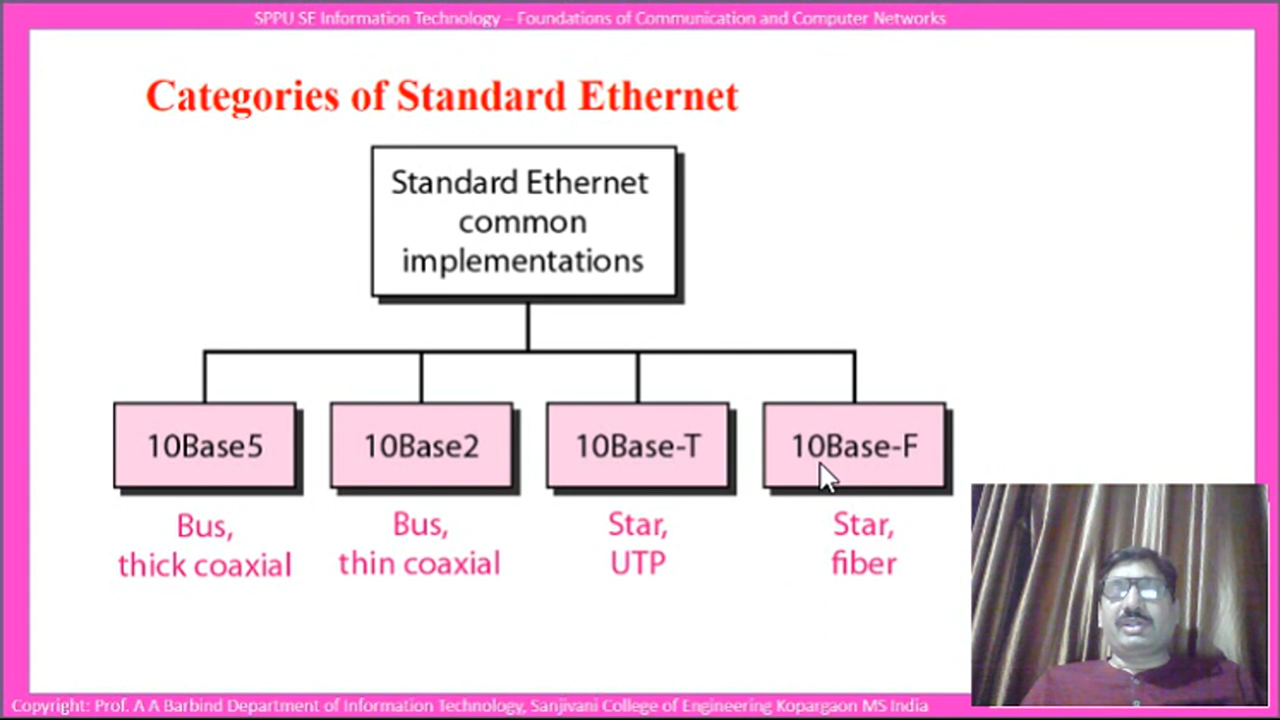 SPPU SE Information Technology – Foundations of Communication and Computer Networks
Categories of Standard Ethernet
Standard Ethernet
common
implementations
10Base5
10Base2
10Base-T
10Base-F
Bus,
thick coaxial
Bus,
thin coaxial
Star,
UTP
Star,
fiber
Copyright: Prof. A A Barbind Department of Information Technology, Sanjivani College of Engineering Kopargaon MS India